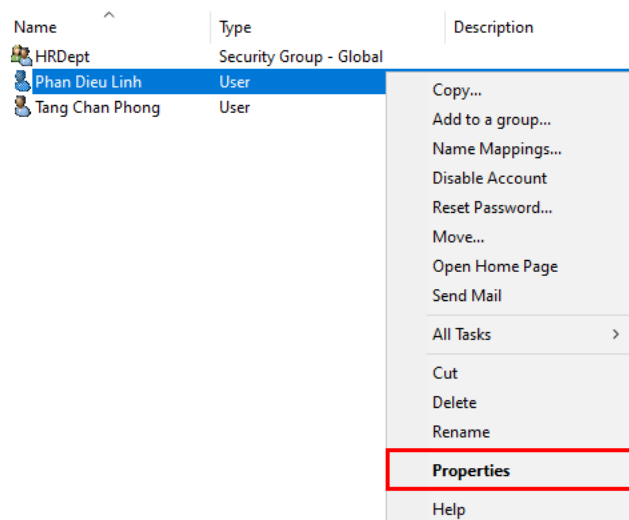 Name Type Description
HRDept Security Group - Global
Phan Dieu Linh User
Tang Chan Phong User
Copy...
Add to a group...
Name Mappings...
Disable Account
Reset Password...
Move...
Open Home Page
Send Mail
All Tasks
Cut
Delete
Rename
Properties
Help